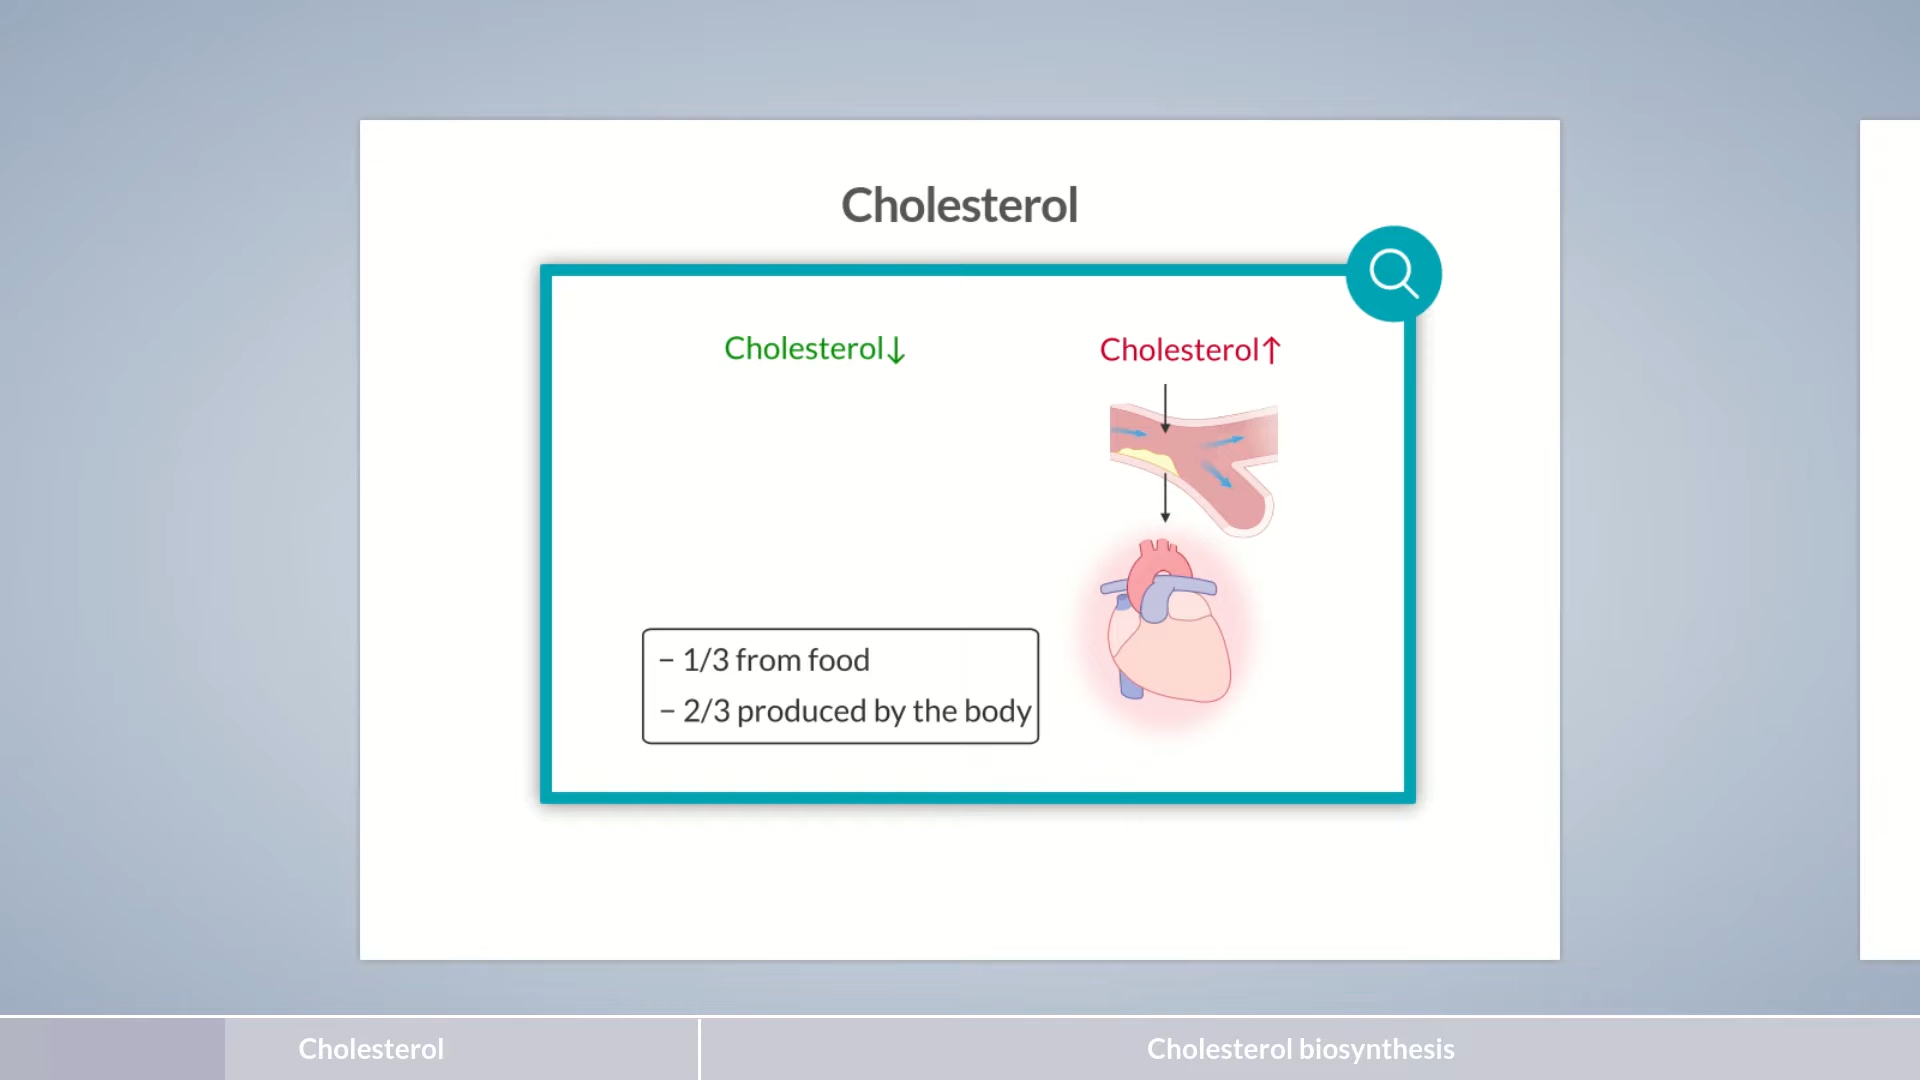 Cholesterol
Cholesterol↓
Cholesterol↑
– 1/3 from food
– 2/3 produced by the body
Cholesterol
Cholesterol biosynthesis